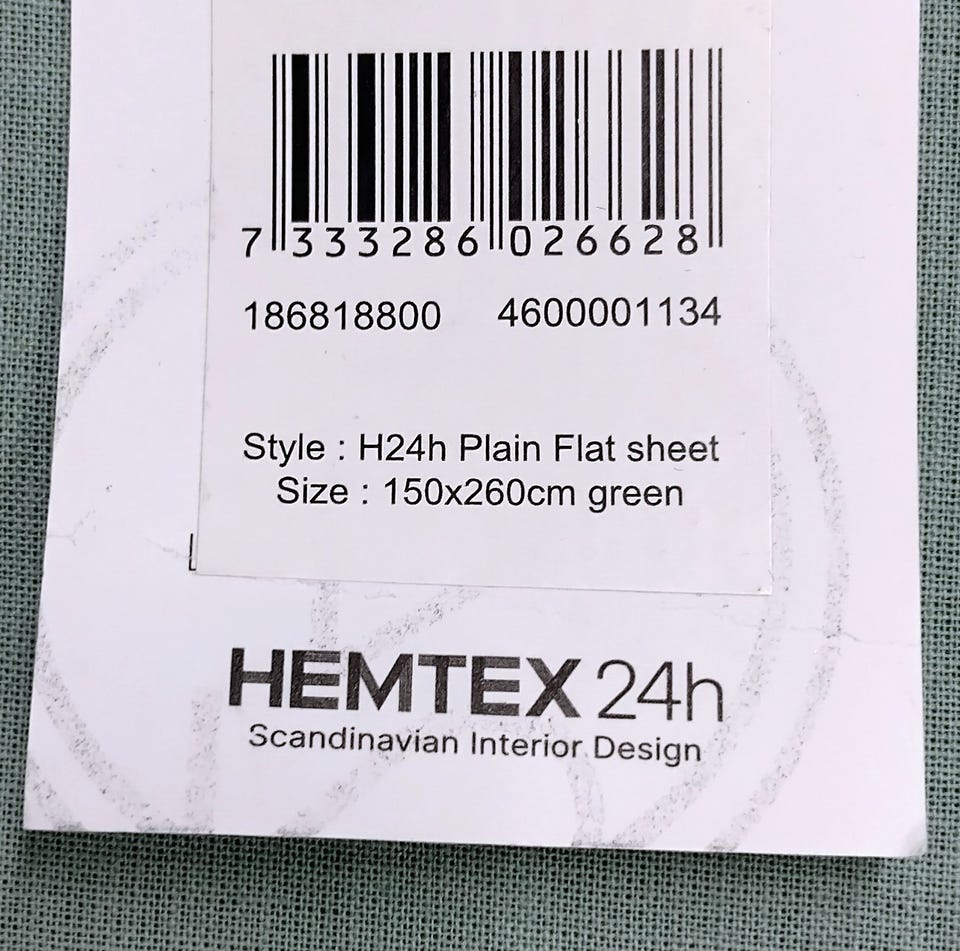 7 333286 026628
186818800 4600001134
Style : H24h Plain Flat sheet
Size : 150x260cm green
HEMTEX 24h
Scandinavian Interior Design